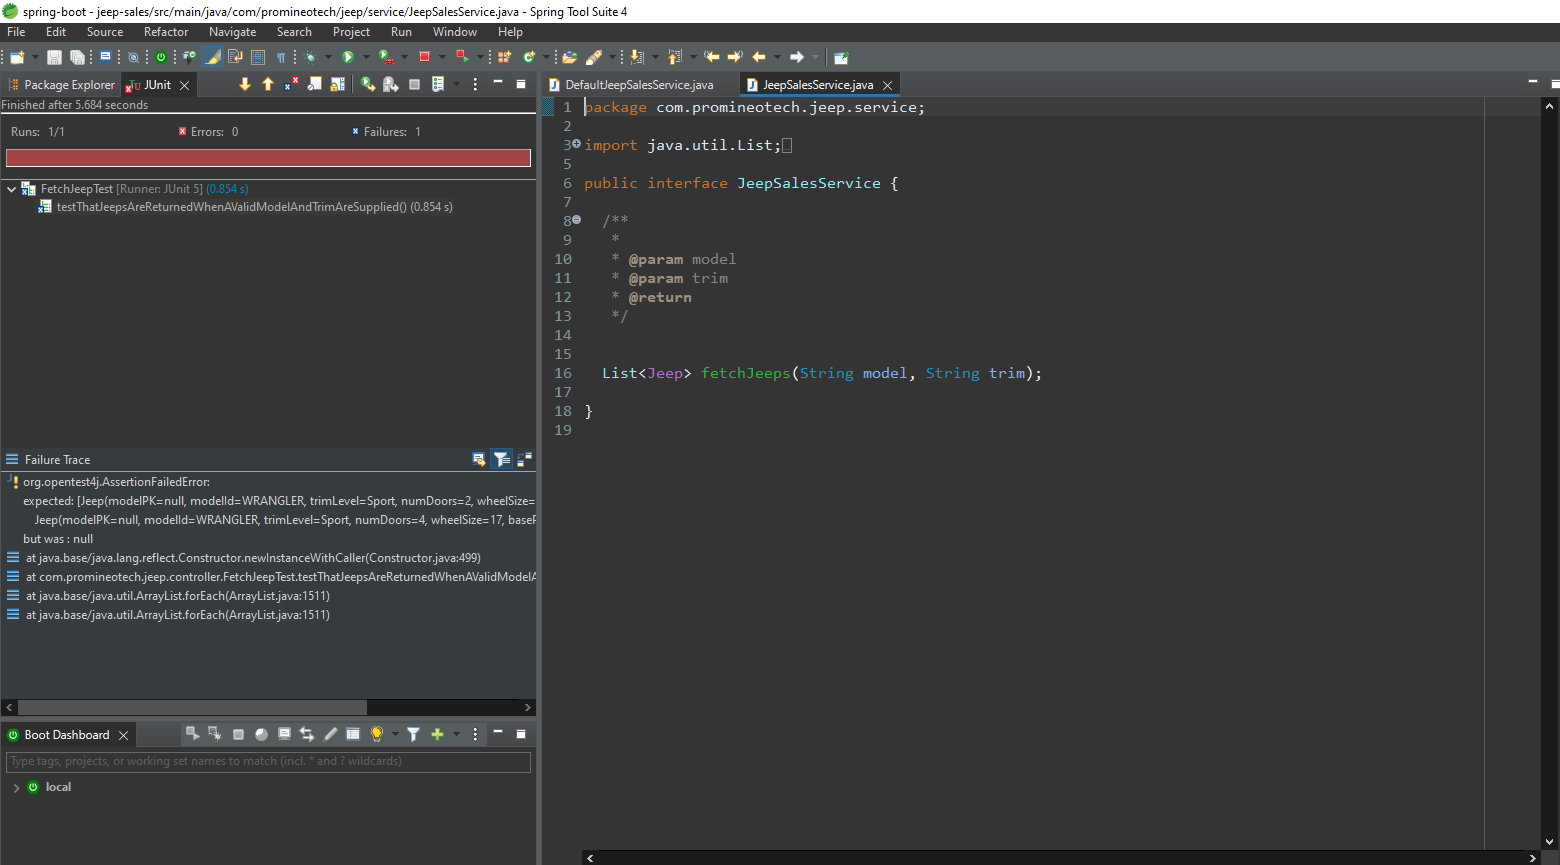 spring-boot - jeep-sales/src/main/java/com/promineotech/jeep/service/JeepSalesService.java - Spring Tool Suite 4
File Edit Source Refactor Navigate Search Project Run Window Help
Package Explorer JUnit
Finished after 5.684 seconds
Runs: 1/1 Errors: 0 Failures: 1
FetchJeepTest [Runner: JUnit 5] (0.854 s)
testThatJeepsAreReturnedWhenAValidModelAndTrimAreSupplied() (0.854 s)
Failure Trace
org.opentest4j.AssertionFailedError:
expected: [Jeep(modelPK=null, modelId=WRANGLER, trimLevel=Sport, numDoors=2, wheelSize=
Jeep(modelPK=null, modelId=WRANGLER, trimLevel=Sport, numDoors=4, wheelSize=17, baseP
but was : null
at java.base/java.lang.reflect.Constructor.newInstanceWithCaller(Constructor.java:499)
at com.promineotech.jeep.controller.FetchJeepTest.testThatJeepsAreReturnedWhenAValidModelA
at java.base/java.util.ArrayList.forEach(ArrayList.java:1511)
at java.base/java.util.ArrayList.forEach(ArrayList.java:1511)
Boot Dashboard
Type tags, projects, or working set names to match (incl. * and ? wildcards)
local
DefaultJeepSalesService.java JeepSalesService.java
1 package com.promineotech.jeep.service;
2
3 import java.util.List;
5
6 public interface JeepSalesService {
7
8 /**
9 *
10 * @param model
11 * @param trim
12 * @return
13 */
14
15
16 List<Jeep> fetchJeeps(String model, String trim);
17
18 }
19